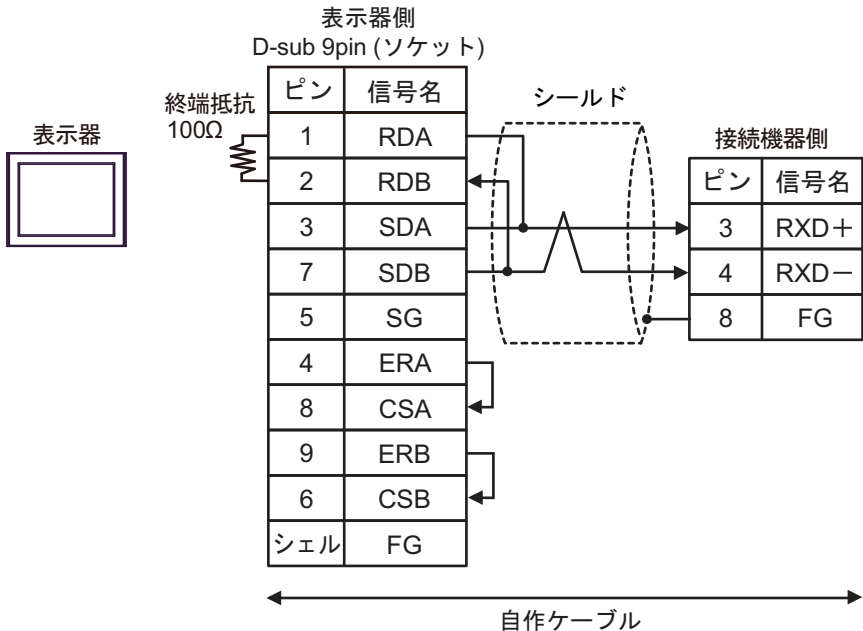 表示器側
D-sub 9pin (ソケット)
終端抵抗
100Ω
表示器
ピン 信号名
1 RDA
2 RDB
3 SDA
7 SDB
5 SG
4 ERA
8 CSA
9 ERB
6 CSB
シェル FG
シールド
接続機器側
ピン 信号名
3 RXD＋
4 RXD－
8 FG
自作ケーブル